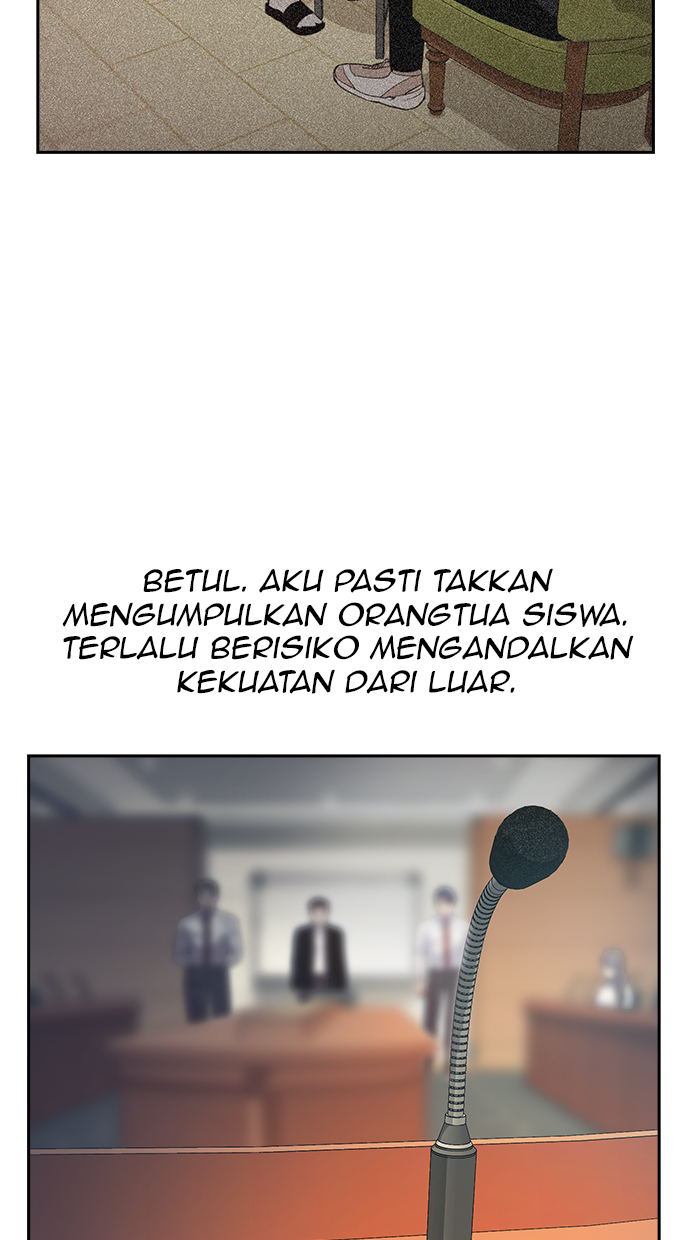 BETUL. AKU PASTI TAKKAN
MENGUMPULKAN ORANGTUA SISWA.
TERLALU BERISIKO MENGANDALKAN
KEKUATAN DARI LUAR.